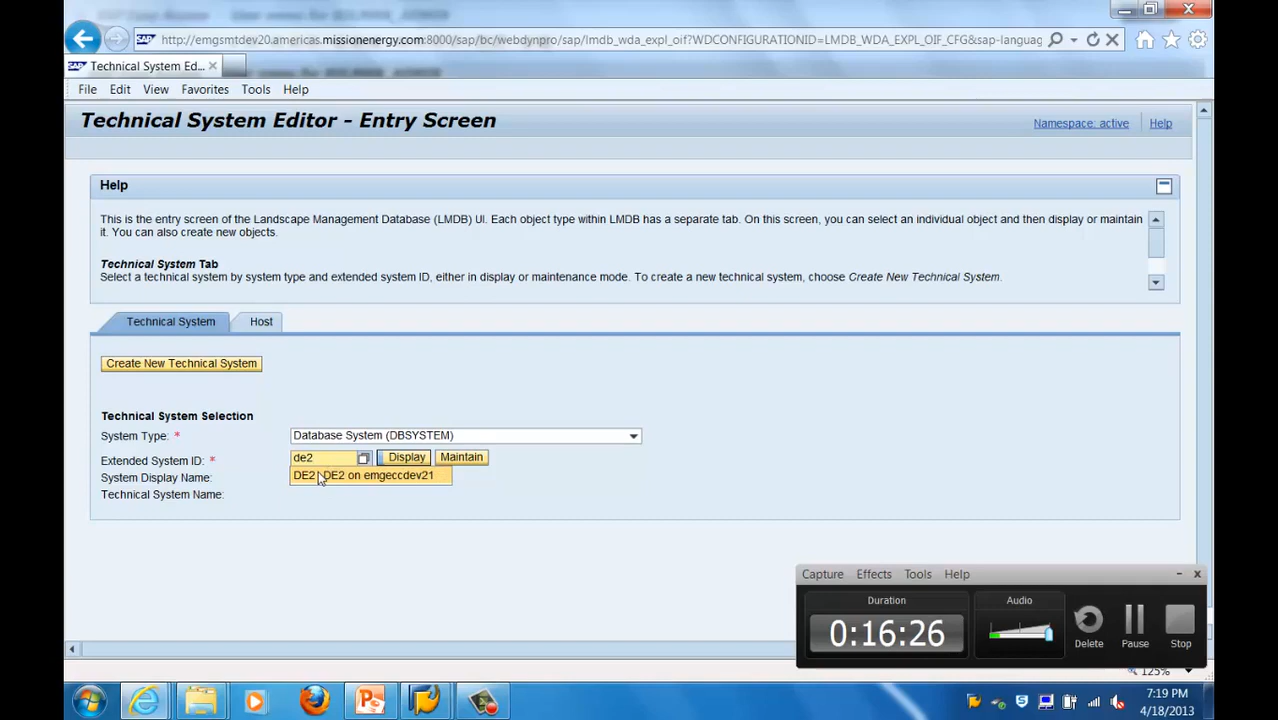 http://emgsmtdev20.americas.missionenergy.com:8000/sap/bc/webdynpro/sap/lmdb_wda_expl_oif?WDCONFIGURATIONID=LMDB_WDA_EXPL_OIF_CFG&sap-languag
SAP Technical System Ed...
File Edit View Favorites Tools Help
Technical System Editor - Entry Screen
Namespace: active Help
Help
This is the entry screen of the Landscape Management Database (LMDB) UI. Each object type within LMDB has a separate tab. On this screen, you can select an individual object and then display or maintain
it. You can also create new objects.
Technical System Tab
Select a technical system by system type and extended system ID, either in display or maintenance mode. To create a new technical system, choose Create New Technical System.
Technical System Host
Create New Technical System
Technical System Selection
System Type: * Database System (DBSYSTEM)
Extended System ID: * de2 Display Maintain
System Display Name: DE2 DE2 on emgeccdev21
Technical System Name:
Capture Effects Tools Help
Duration Audio
0:16:26
Delete Pause Stop
125%
7:19 PM
4/18/2013